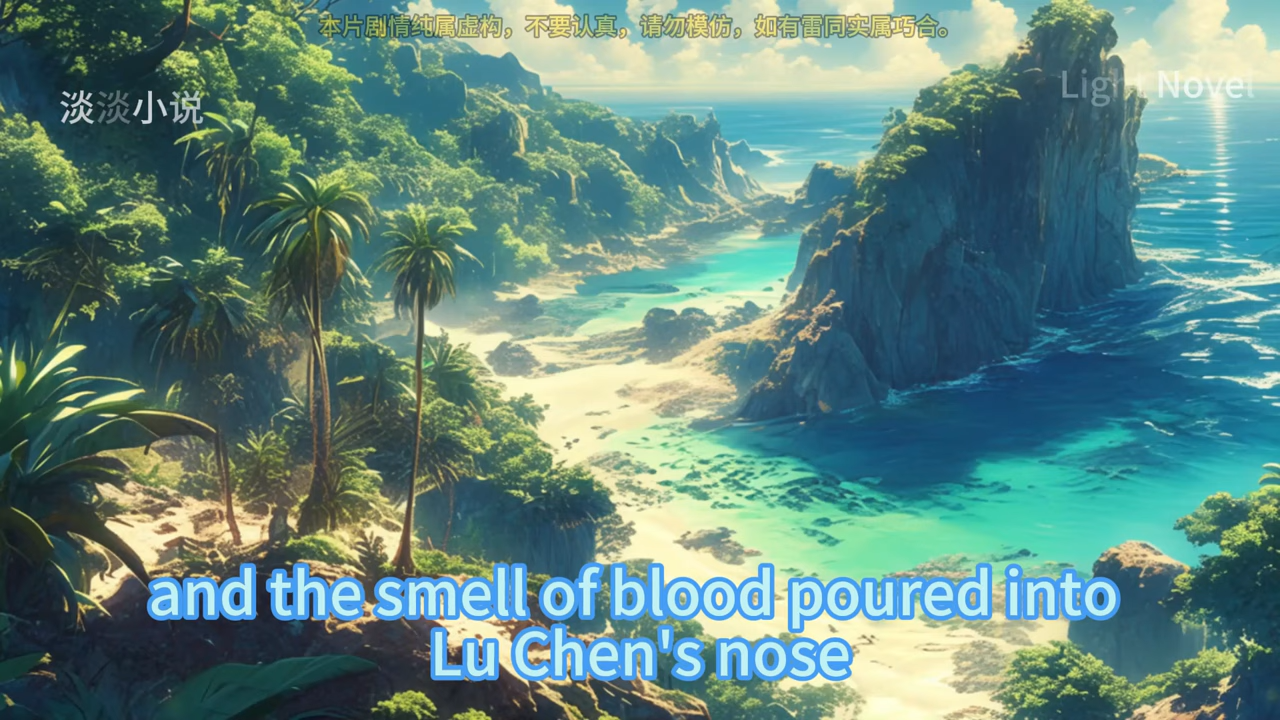 本片剧情纯属虚构，不要认真，请勿模仿，如有雷同实属巧合。
淡淡小说
Light Novel
and the smell of blood poured into
Lu Chen's nose